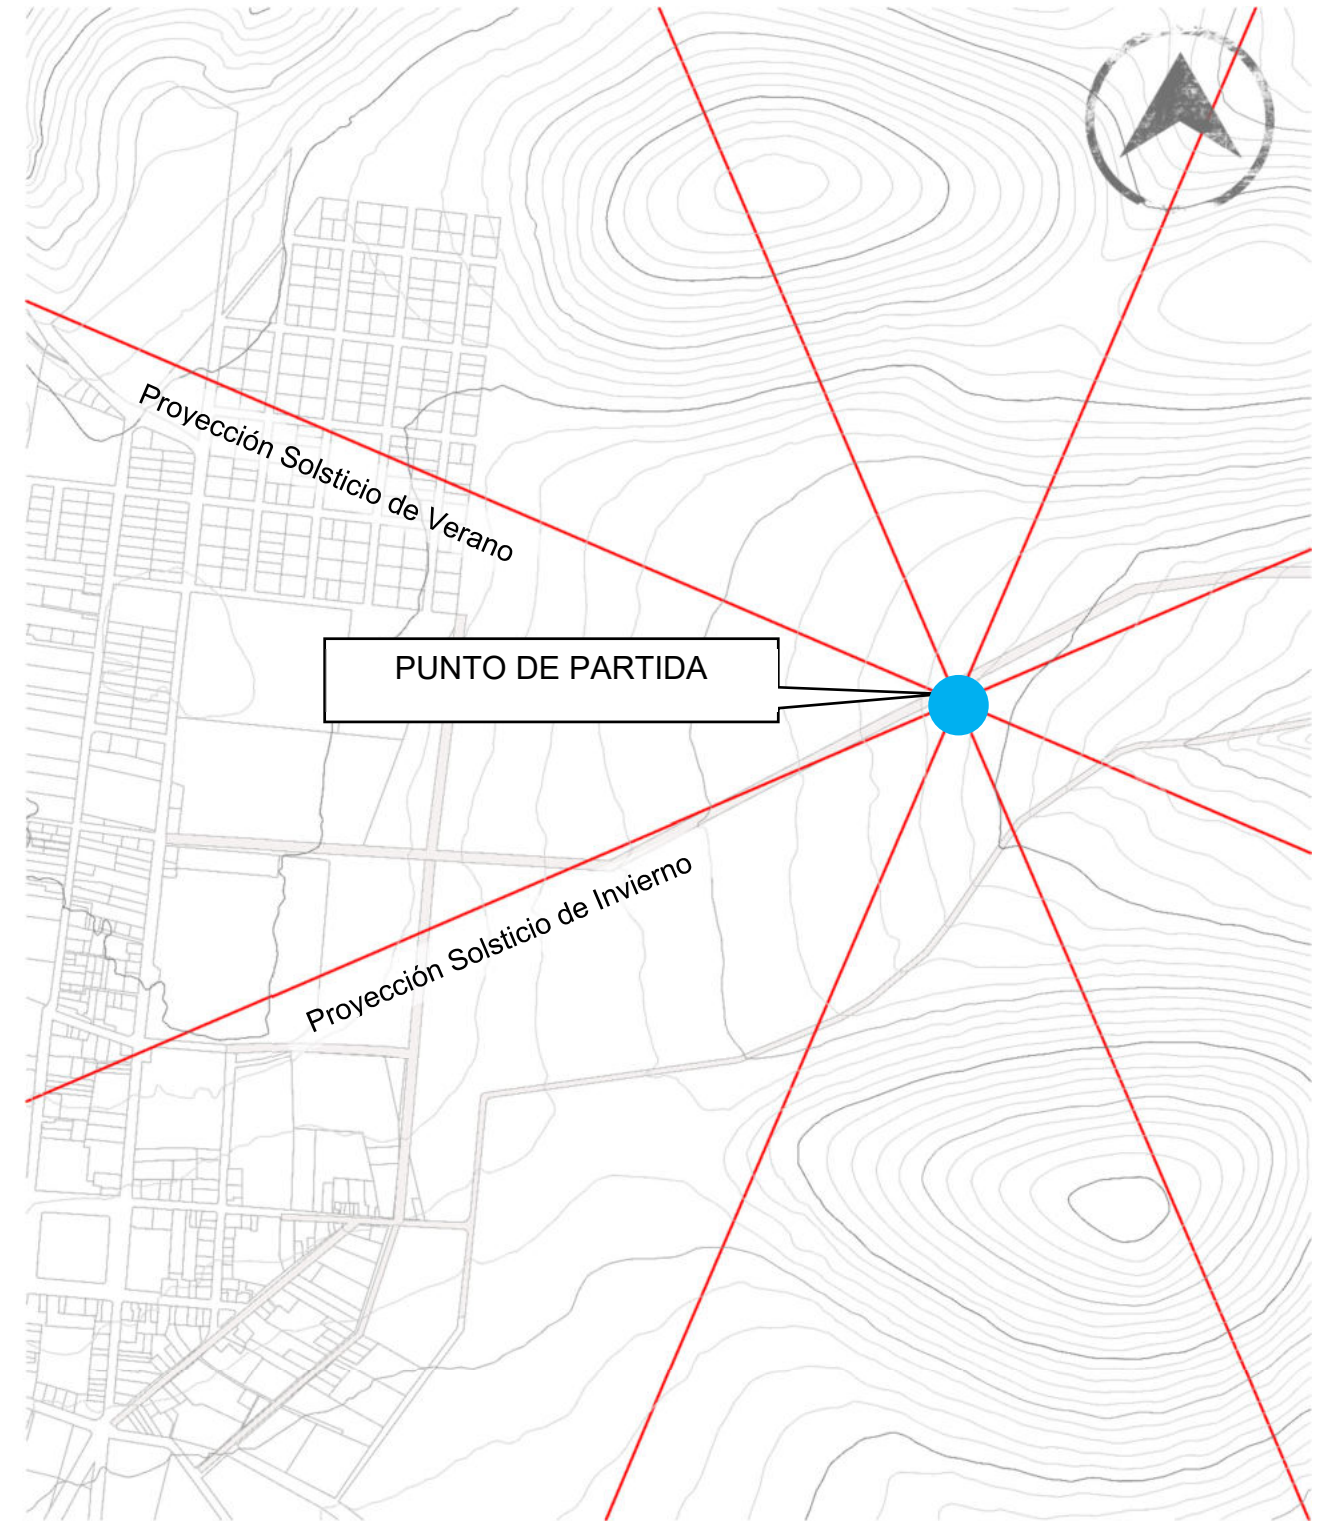 Proyección Solsticio de Verano
PUNTO DE PARTIDA
Proyección Solsticio de Invierno